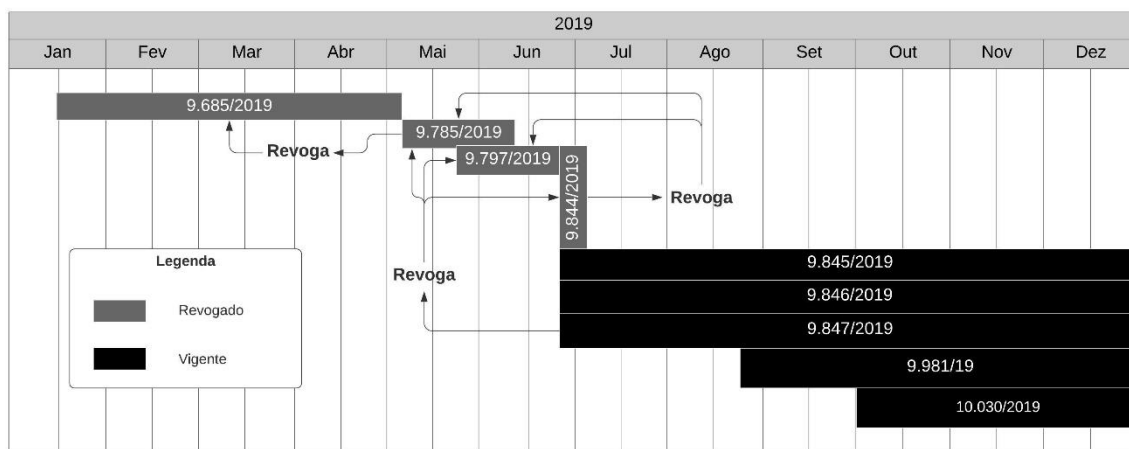 2019
Jan Fev Mar Abr Mai Jun Jul Ago Set Out Nov Dez
9.685/2019
9.785/2019
Revoga
9.797/2019
9.844/2019
Revoga
Legenda
9.845/2019
Revoga
9.846/2019
Revogado
9.847/2019
Vigente
9.981/19
10.030/2019